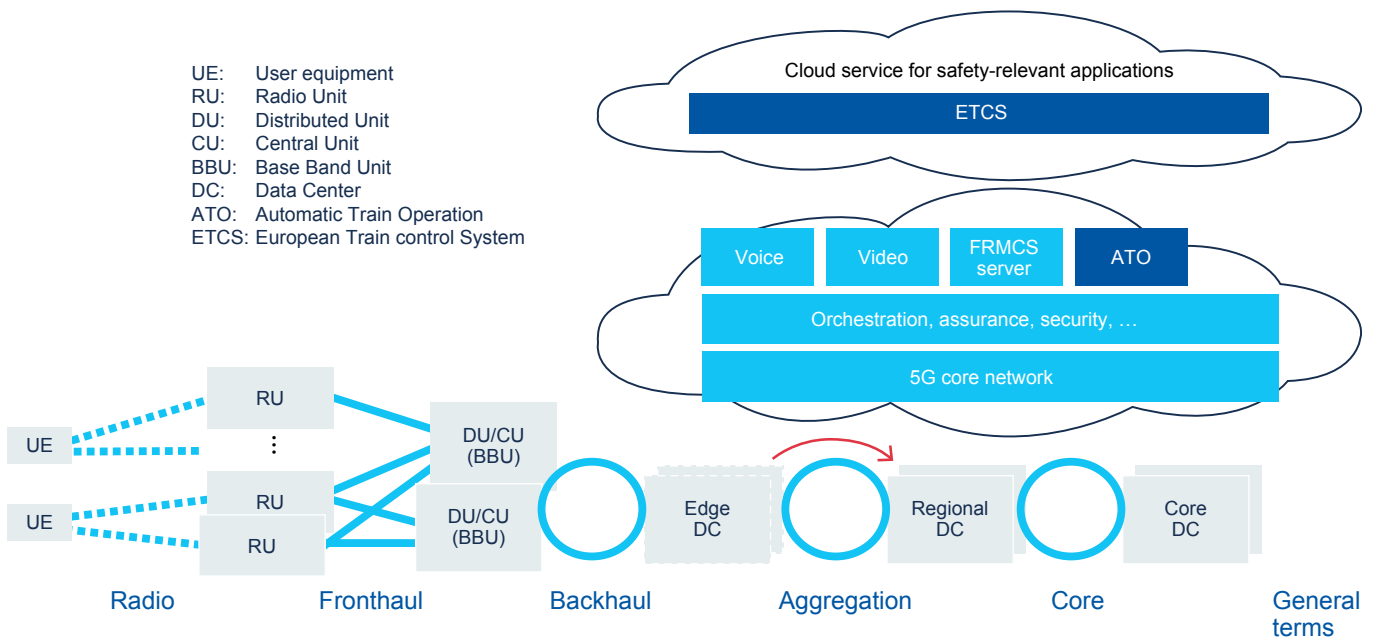 UE: User equipment
RU: Radio Unit
DU: Distributed Unit
CU: Central Unit
BBU: Base Band Unit
DC: Data Center
ATO: Automatic Train Operation
ETCS: European Train control System
Cloud service for safety-relevant applications
ETCS
Voice
Video
FRMCS
server
ATO
Orchestration, assurance, security, …
5G core network
UE
UE
RU
⋮
RU
RU
DU/CU
(BBU)
DU/CU
(BBU)
Edge
DC
Regional
DC
Core
DC
Radio
Fronthaul
Backhaul
Aggregation
Core
General
terms